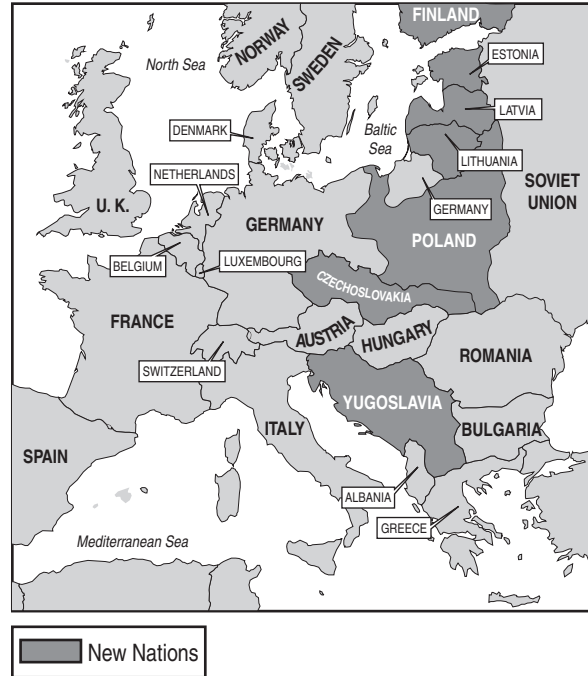 FINLAND
NORWAY
SWEDEN
North Sea
ESTONIA
LATVIA
DENMARK
Baltic
Sea
LITHUANIA
NETHERLANDS
SOVIET
UNION
U. K.
GERMANY
GERMANY
POLAND
BELGIUM
LUXEMBOURG
CZECHOSLOVAKIA
FRANCE
AUSTRIA
HUNGARY
ROMANIA
SWITZERLAND
YUGOSLAVIA
ITALY
BULGARIA
SPAIN
ALBANIA
GREECE
Mediterranean Sea
New Nations